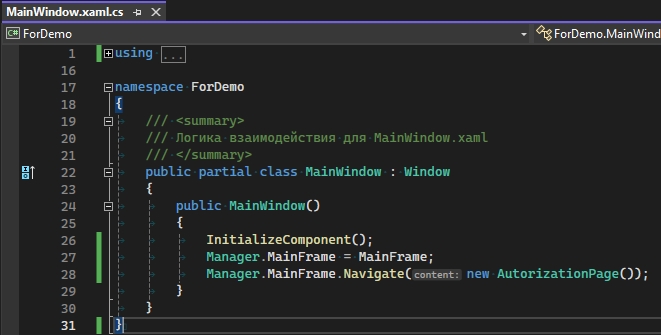 MainWindow.xaml.cs
ForDemo ForDemo.MainWind
1 using ...
16
17 namespace ForDemo
18 {
19 /// <summary>
20 /// Логика взаимодействия для MainWindow.xaml
21 /// </summary>
22 public partial class MainWindow : Window
23 {
24 public MainWindow()
25 {
26 InitializeComponent();
27 Manager.MainFrame = MainFrame;
28 Manager.MainFrame.Navigate(content: new AutorizationPage());
29 }
30 }
31 }